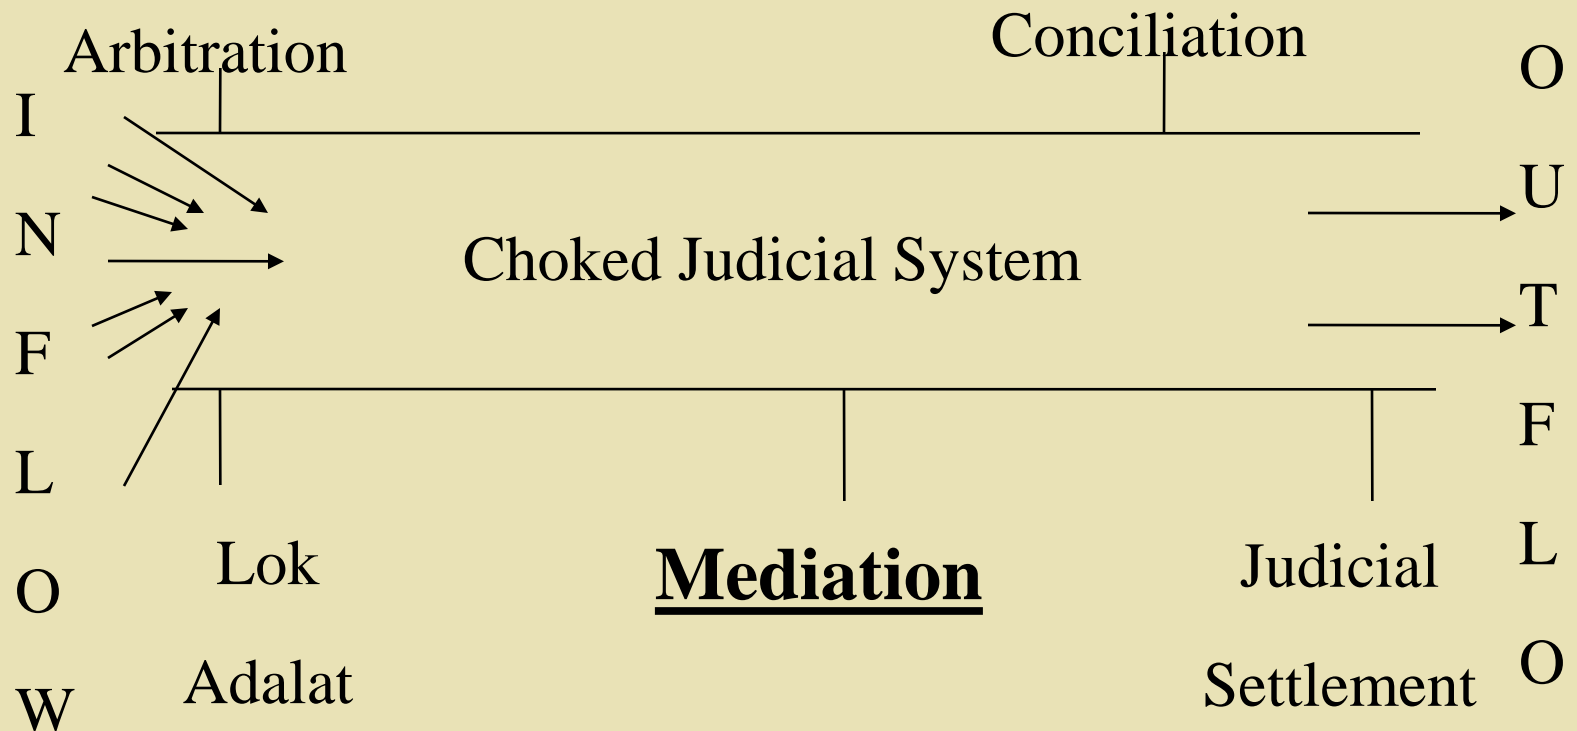 Arbitration
Conciliation
I
N
F
L
O
W
Choked Judicial System
O
U
T
F
L
O
Lok
Adalat
Mediation
Judicial
Settlement